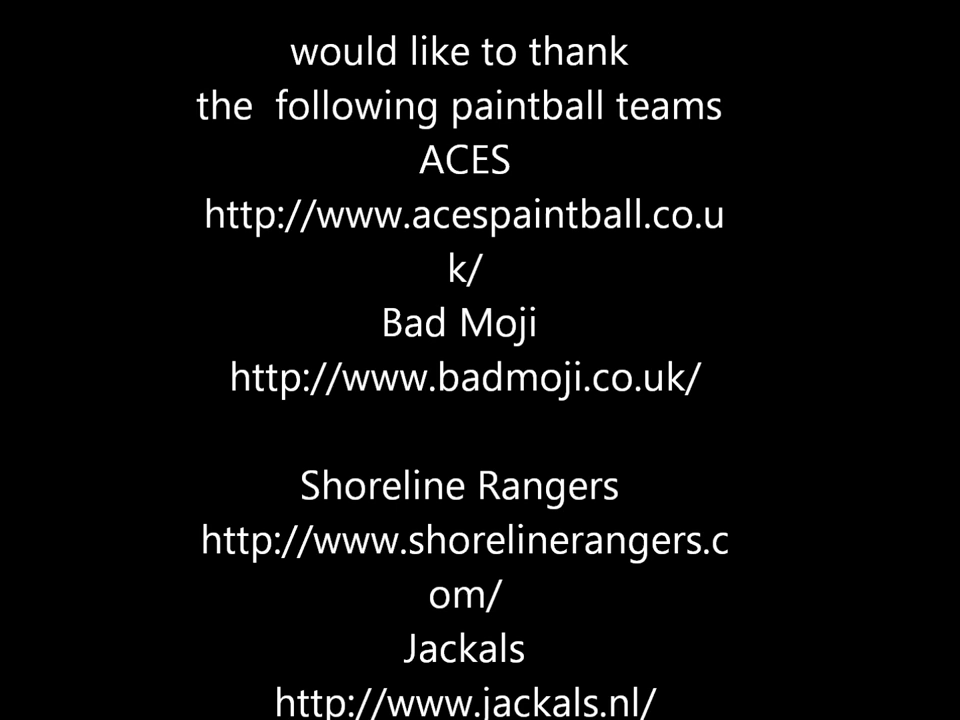 would like to thank
the  following paintball teams
ACES
http://www.acespaintball.co.u
k/
Bad Moji
http://www.badmoji.co.uk/
Shoreline Rangers
http://www.shorelinerangers.c
om/
Jackals
http://www.jackals.nl/